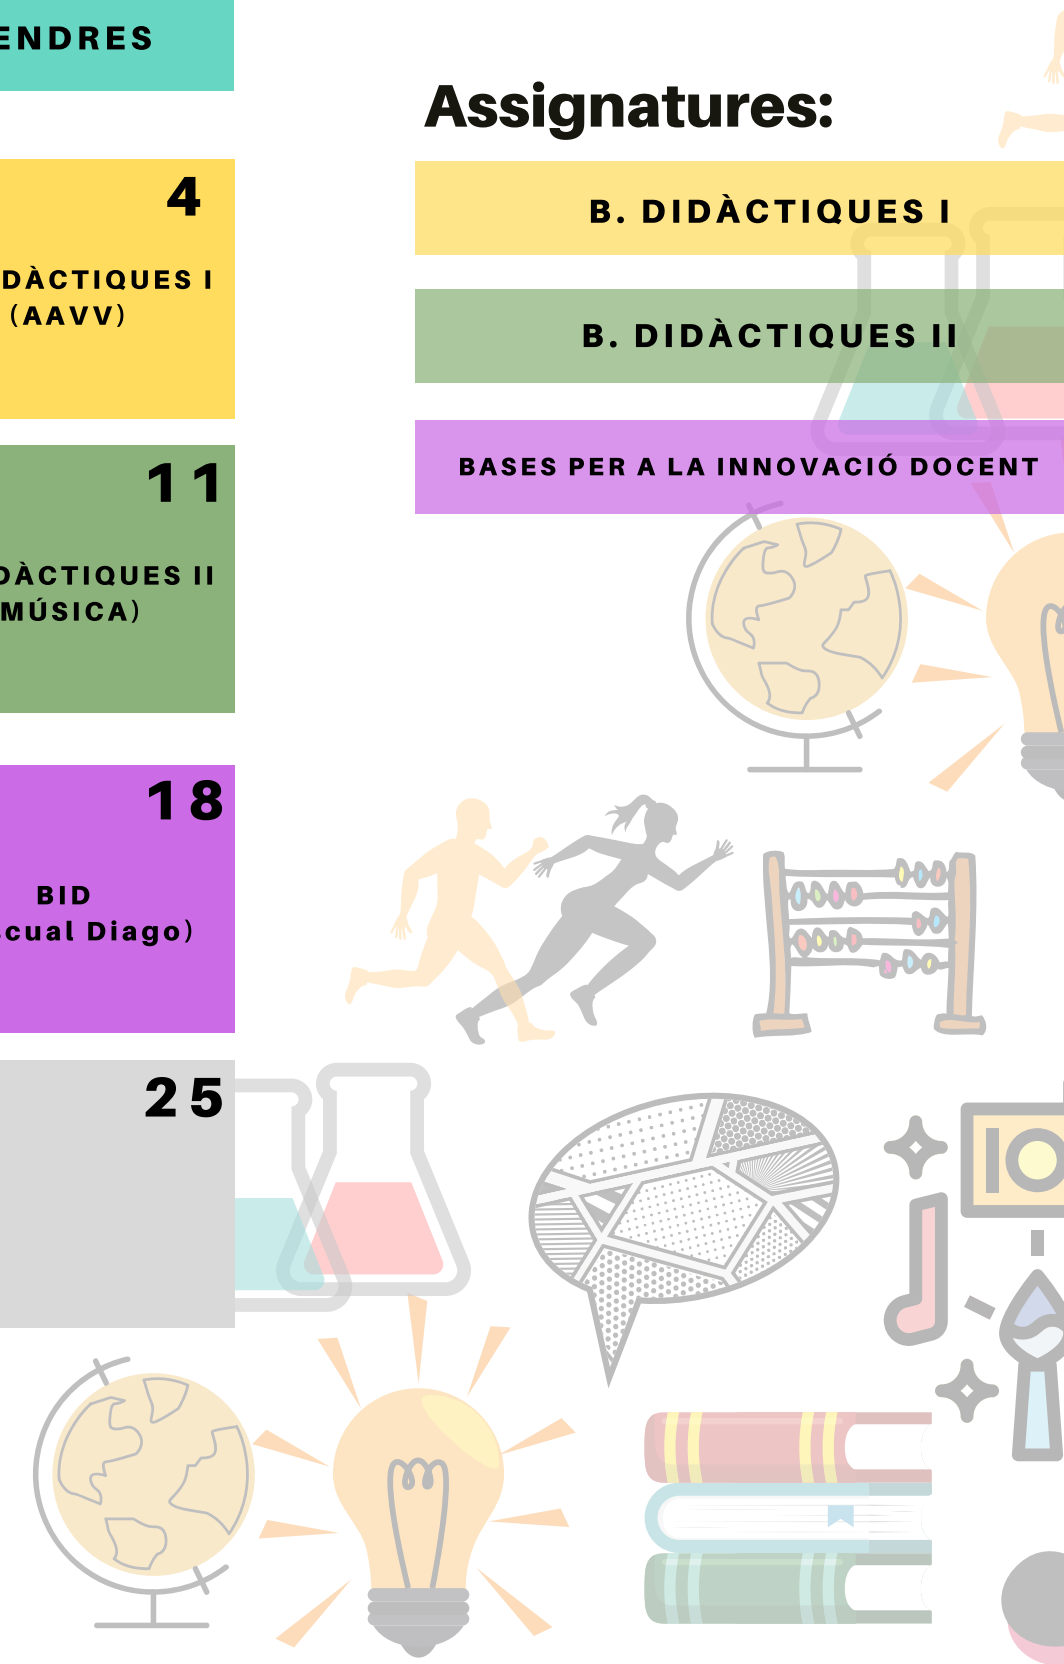 ENDRES
4
DÀCTIQUES I
(AAVV)
11
DÀCTIQUES II
MÚSICA)
18
BID
scual Diago)
25
Assignatures:
B. DIDÀCTIQUES I
B. DIDÀCTIQUES II
BASES PER A LA INNOVACIÓ DOCENT